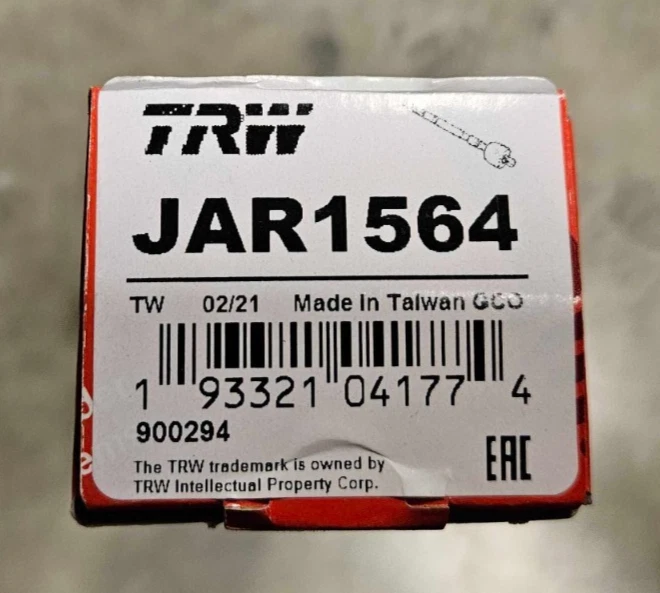 TRW
JAR1564
TW 02/21 Made In Taiwan GCO
1 93321 04177 4
900294
The TRW trademark is owned by
TRW Intellectual Property Corp.
EAC